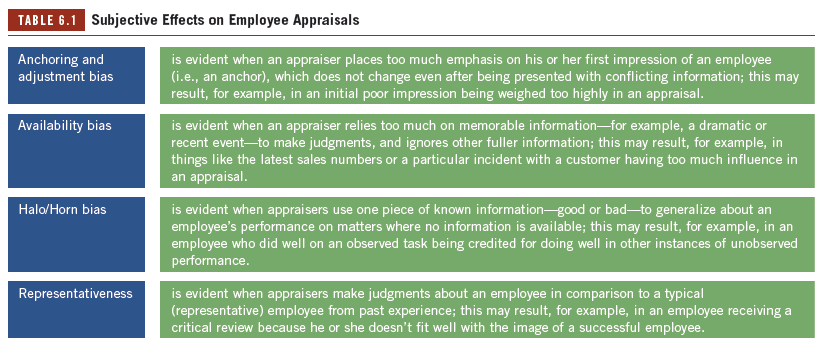 TABLE 6.1 Subjective Effects on Employee Appraisals
Anchoring and
adjustment bias
is evident when an appraiser places too much emphasis on his or her first impression of an employee
(i.e., an anchor), which does not change even after being presented with conflicting information; this may
result, for example, in an initial poor impression being weighed too highly in an appraisal.
Availability bias
is evident when an appraiser relies too much on memorable information—for example, a dramatic or
recent event—to make judgments, and ignores other fuller information; this may result, for example, in
things like the latest sales numbers or a particular incident with a customer having too much influence in
an appraisal.
Halo/Horn bias
is evident when appraisers use one piece of known information—good or bad—to generalize about an
employee's performance on matters where no information is available; this may result, for example, in an
employee who did well on an observed task being credited for doing well in other instances of unobserved
performance.
Representativeness
is evident when appraisers make judgments about an employee in comparison to a typical
(representative) employee from past experience; this may result, for example, in an employee receiving a
critical review because he or she doesn't fit well with the image of a successful employee.